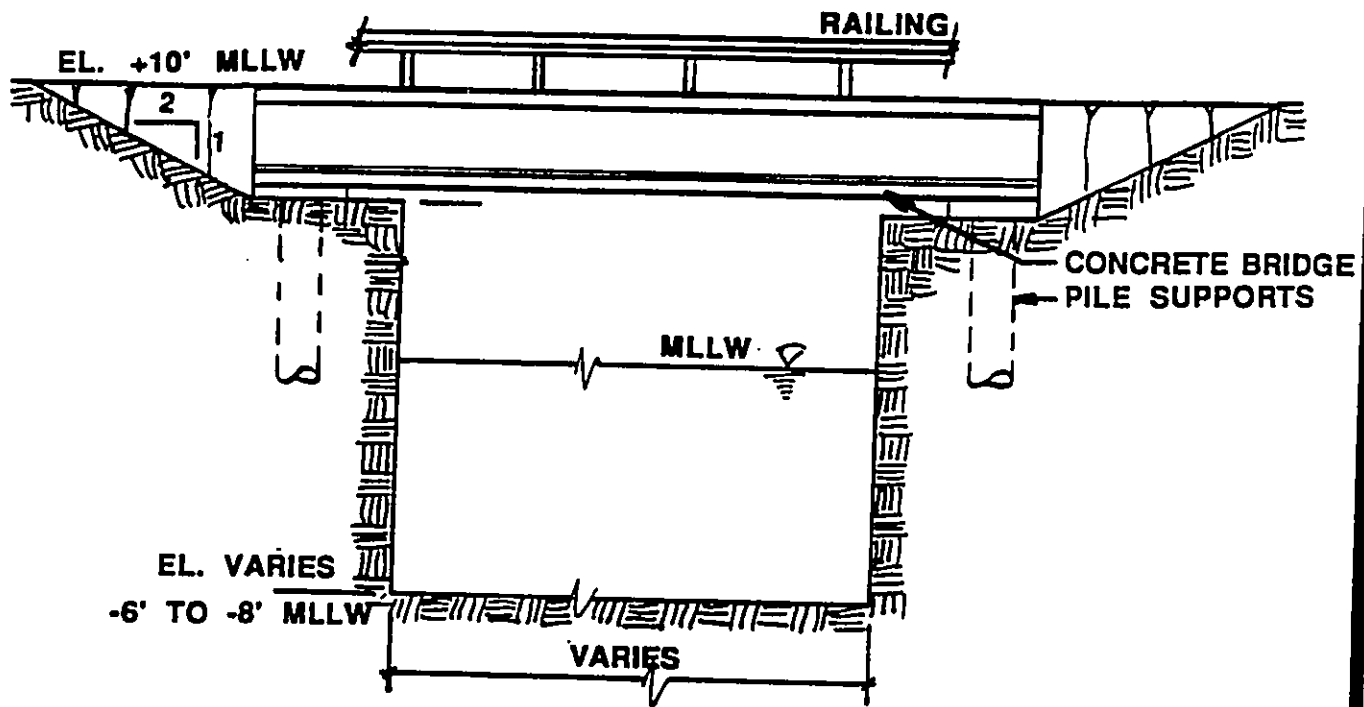 RAILING
EL. +10' MLLW
2
1
CONCRETE BRIDGE
PILE SUPPORTS
MLLW
EL. VARIES
-6' TO -8' MLLW
VARIES